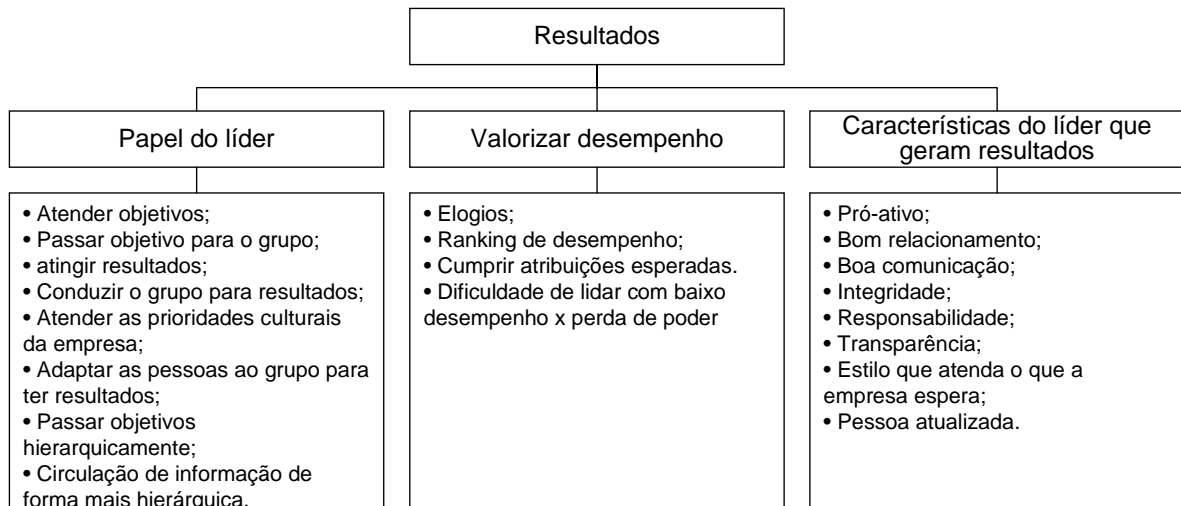 Resultados
Papel do líder
• Atender objetivos;
• Passar objetivo para o grupo;
• atingir resultados;
• Conduzir o grupo para resultados;
• Atender as prioridades culturais
da empresa;
• Adaptar as pessoas ao grupo para
ter resultados;
• Passar objetivos
hierarquicamente;
• Circulação de informação de
forma mais hierárquica.
Valorizar desempenho
• Elogios;
• Ranking de desempenho;
• Cumprir atribuições esperadas.
• Dificuldade de lidar com baixo
desempenho x perda de poder
Características do líder que
geram resultados
• Pró-ativo;
• Bom relacionamento;
• Boa comunicação;
• Integridade;
• Responsabilidade;
• Transparência;
• Estilo que atenda o que a
empresa espera;
• Pessoa atualizada.